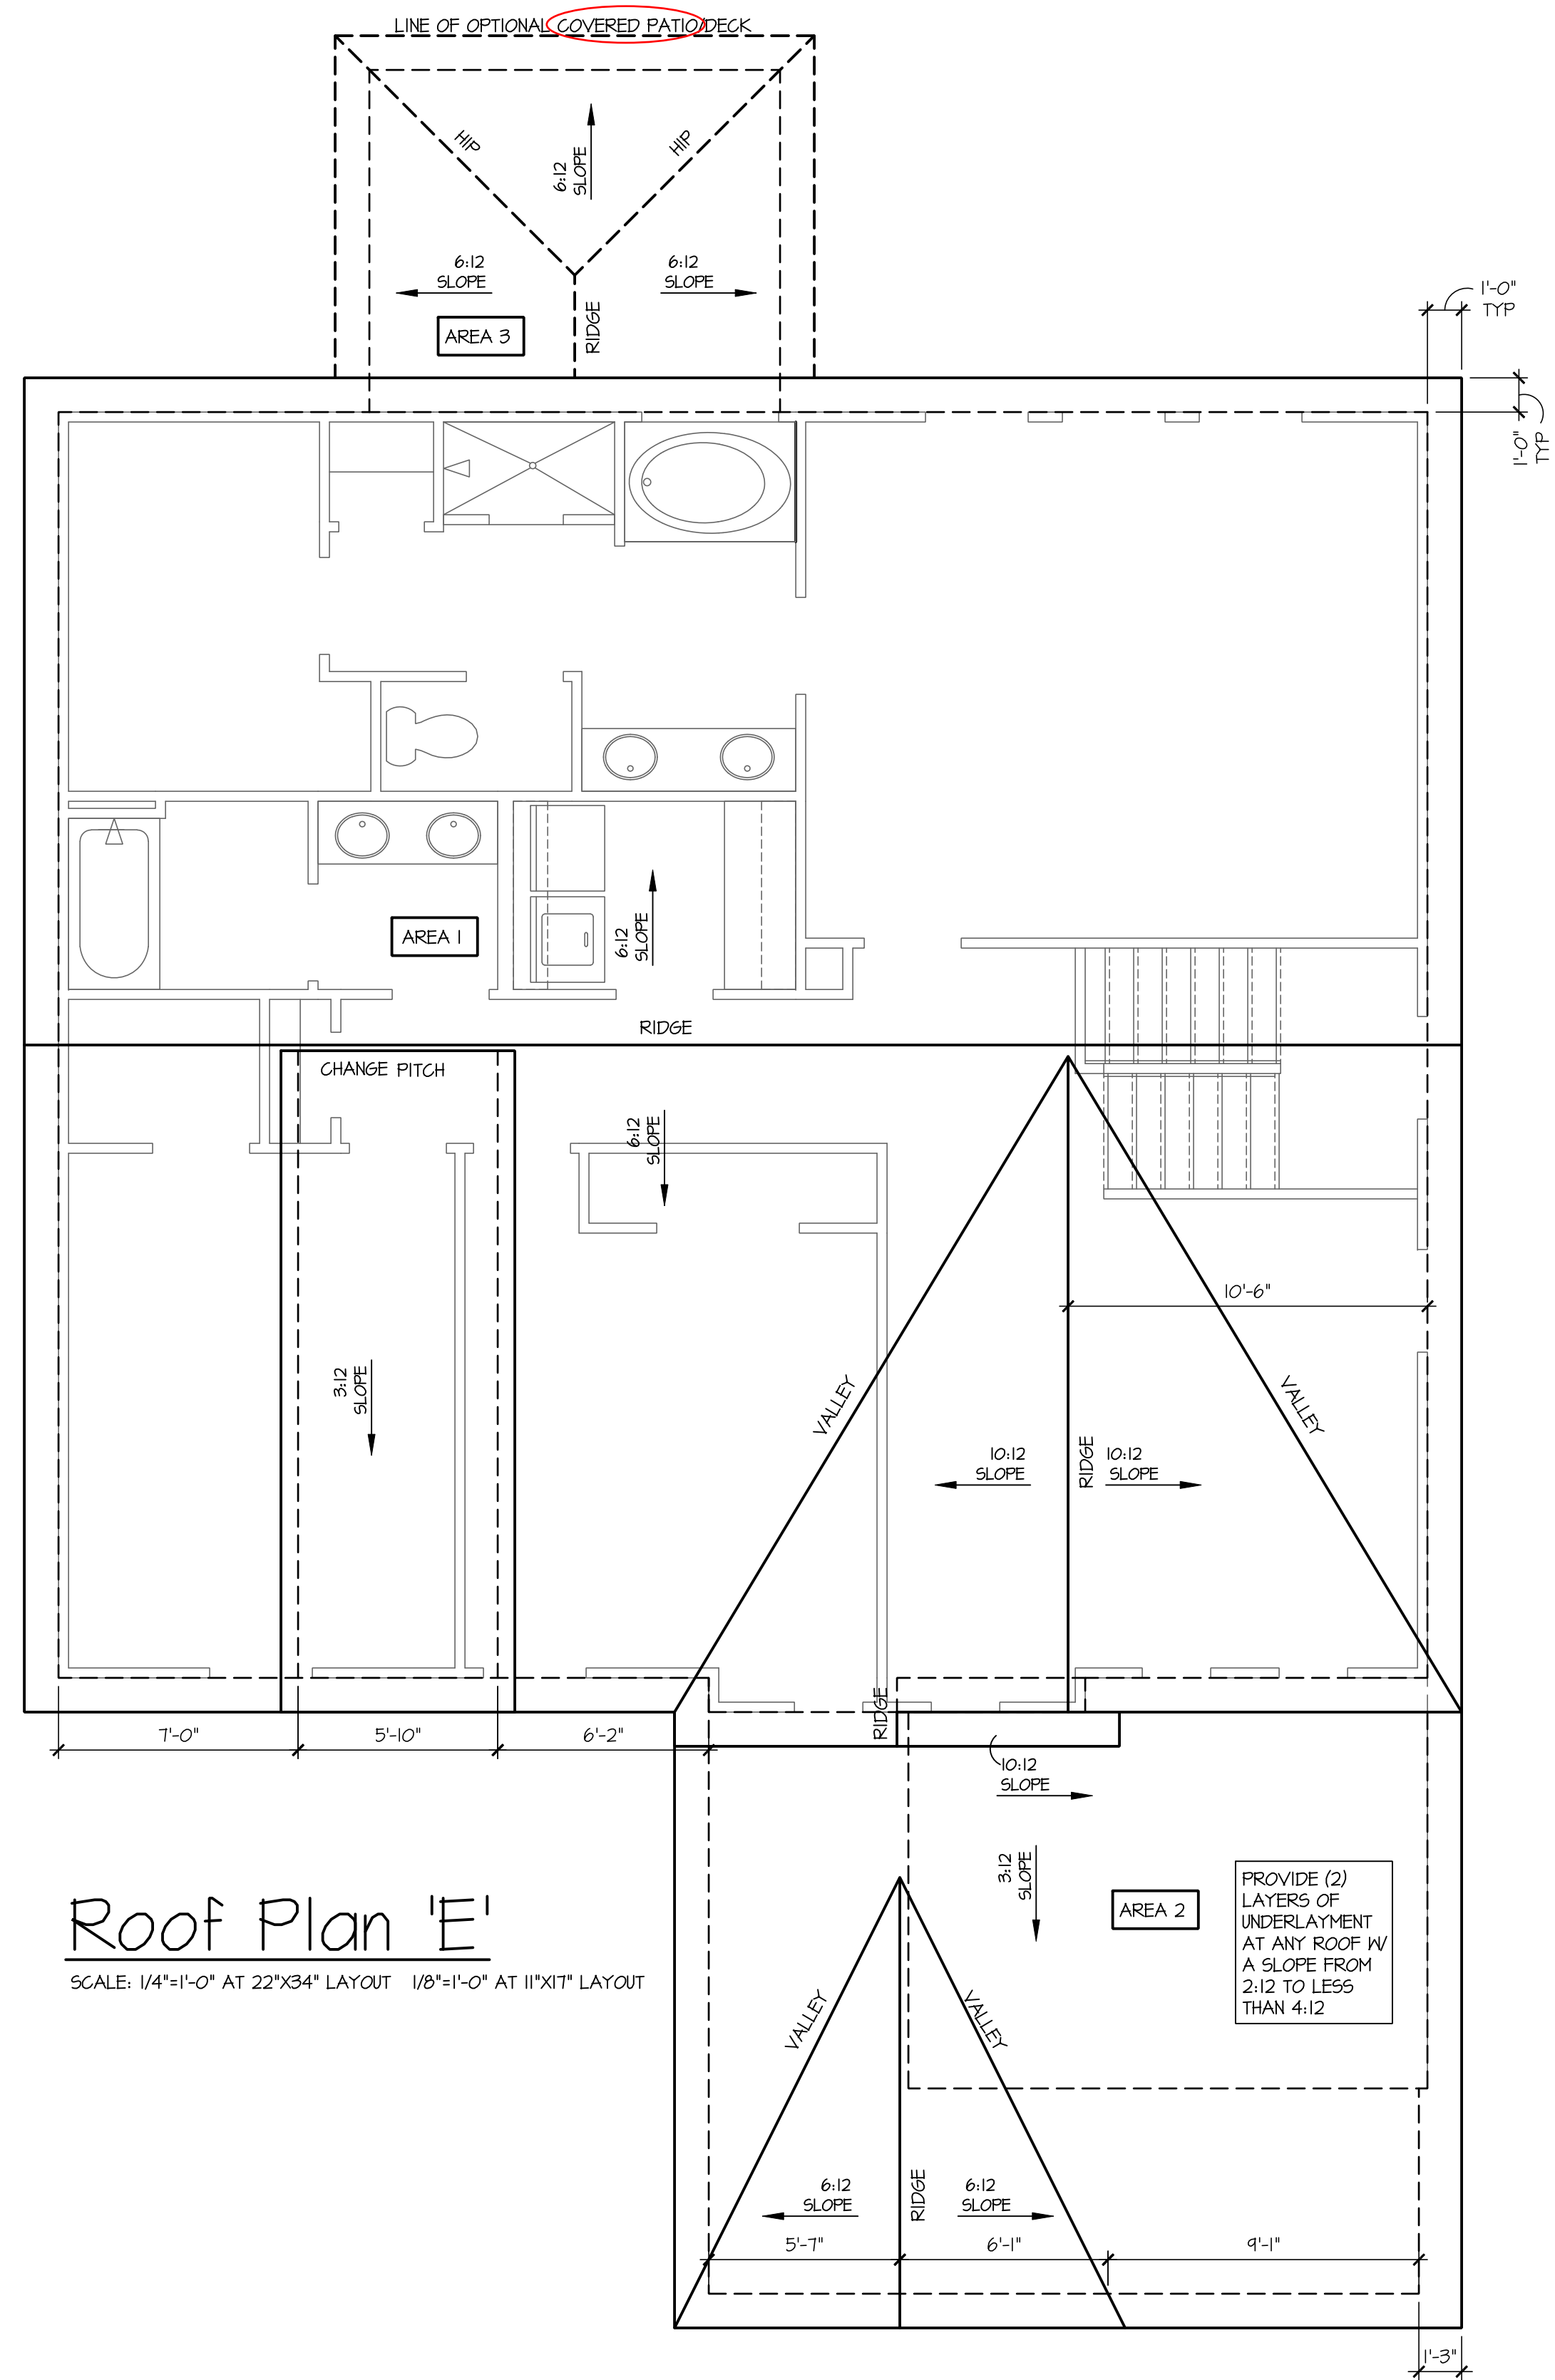 LINE OF OPTIONAL COVERED PATIO/DECK
HIP
HIP
6:12
SLOPE
6:12
SLOPE
6:12
SLOPE
AREA 3
RIDGE
1'-0"
TYP
1'-0"
TYP
AREA 1
6:12
SLOPE
RIDGE
CHANGE PITCH
6:12
SLOPE
10'-6"
3:12
SLOPE
VALLEY
VALLEY
10:12
SLOPE
RIDGE
10:12
SLOPE
RIDGE
7'-0"
5'-10"
6'-2"
10:12
SLOPE
3:12
SLOPE
AREA 2
PROVIDE (2)
LAYERS OF
UNDERLAYMENT
AT ANY ROOF W/
A SLOPE FROM
2:12 TO LESS
THAN 4:12
Roof Plan 'E'
SCALE: 1/4"=1'-0" AT 22"X34" LAYOUT 1/8"=1'-0" AT 11"X17" LAYOUT
VALLEY
VALLEY
6:12
SLOPE
RIDGE
6:12
SLOPE
5'-7"
6'-1"
9'-1"
1'-3"